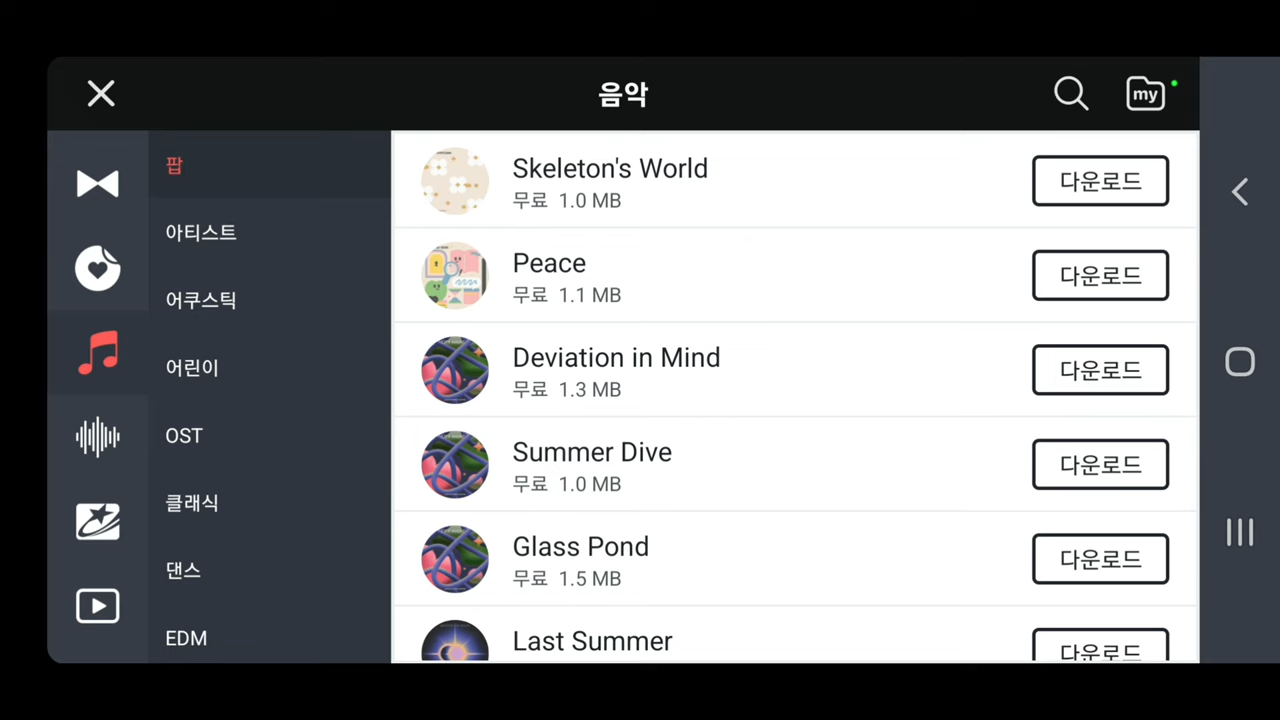 음악
my
팝
아티스트
어쿠스틱
어린이
OST
클래식
댄스
EDM
Skeleton's World
무료 1.0 MB
다운로드
Peace
무료 1.1 MB
다운로드
Deviation in Mind
무료 1.3 MB
다운로드
Summer Dive
무료 1.0 MB
다운로드
Glass Pond
무료 1.5 MB
다운로드
Last Summer
다운로드